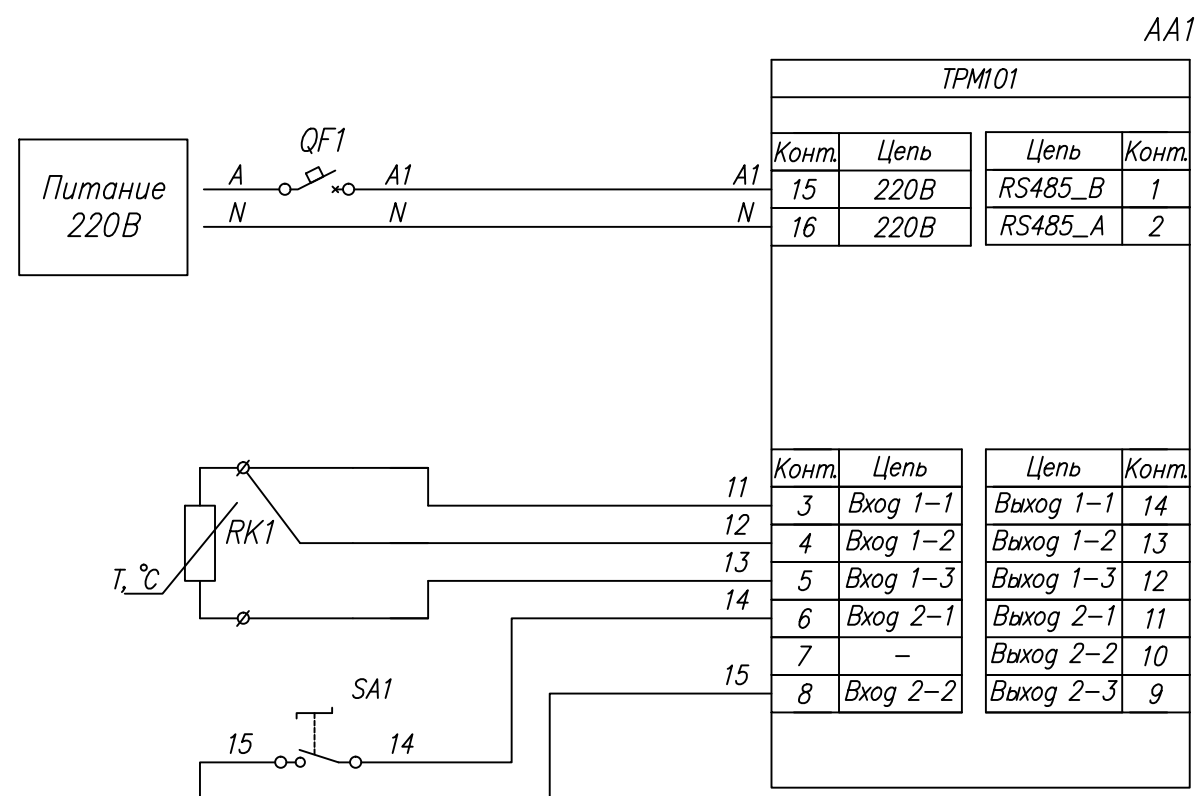 AA1
ТРМ101
Питание
220В
QF1
A
A1
A1
N
N
N
Конт. Цепь
15 220В
16 220В
Цепь Конт.
RS485_B 1
RS485_A 2
RK1
T, °C
11
12
13
14
15
Конт. Цепь
3 Вход 1-1
4 Вход 1-2
5 Вход 1-3
6 Вход 2-1
7 -
8 Вход 2-2
Цепь Конт.
Выход 1-1 14
Выход 1-2 13
Выход 1-3 12
Выход 2-1 11
Выход 2-2 10
Выход 2-3 9
SA1
15
14